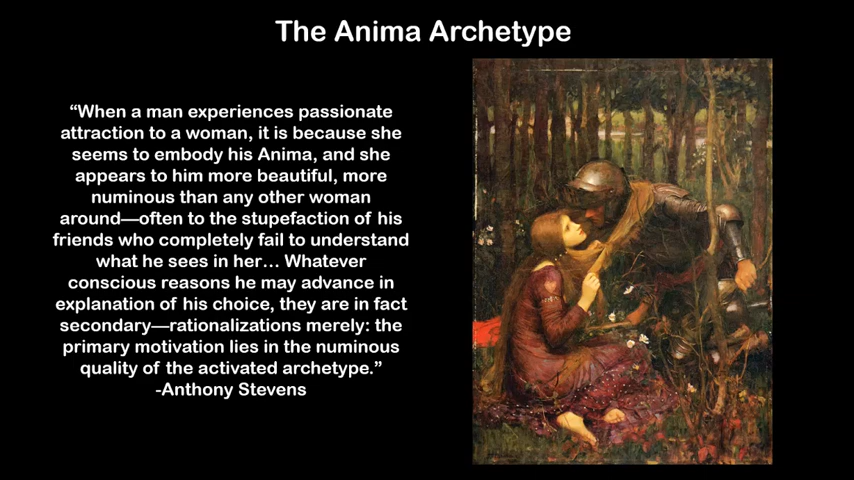 The Anima Archetype
“When a man experiences passionate
attraction to a woman, it is because she
seems to embody his Anima, and she
appears to him more beautiful, more
numinous than any other woman
around—often to the stupefaction of his
friends who completely fail to understand
what he sees in her… Whatever
conscious reasons he may advance in
explanation of his choice, they are in fact
secondary—rationalizations merely: the
primary motivation lies in the numinous
quality of the activated archetype.”
-Anthony Stevens